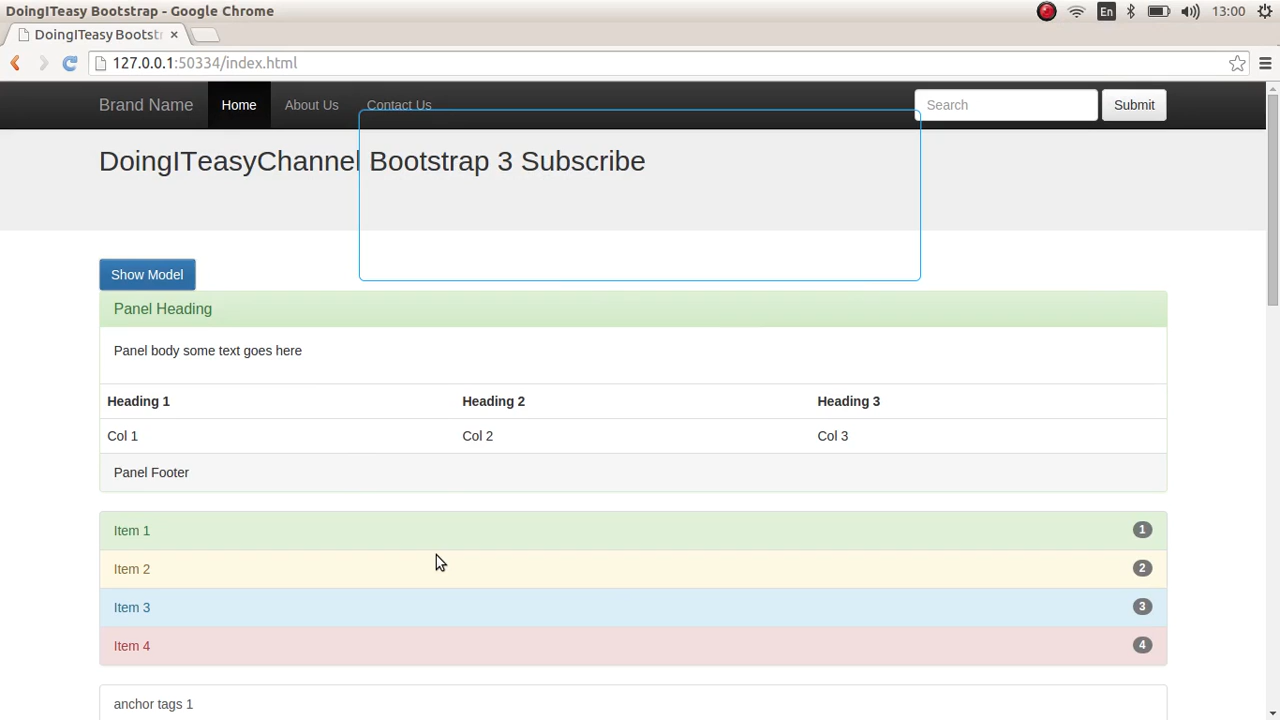 DoingITeasy Bootstrap - Google Chrome
En 13:00
DoingITeasy Bootstr
127.0.0.1:50334/index.html
Brand Name Home About Us Contact Us Search Submit
DoingITeasyChannel Bootstrap 3 Subscribe
Show Model
Panel Heading
Panel body some text goes here
Heading 1 Heading 2 Heading 3
Col 1 Col 2 Col 3
Panel Footer
Item 1 1
Item 2 2
Item 3 3
Item 4 4
anchor tags 1